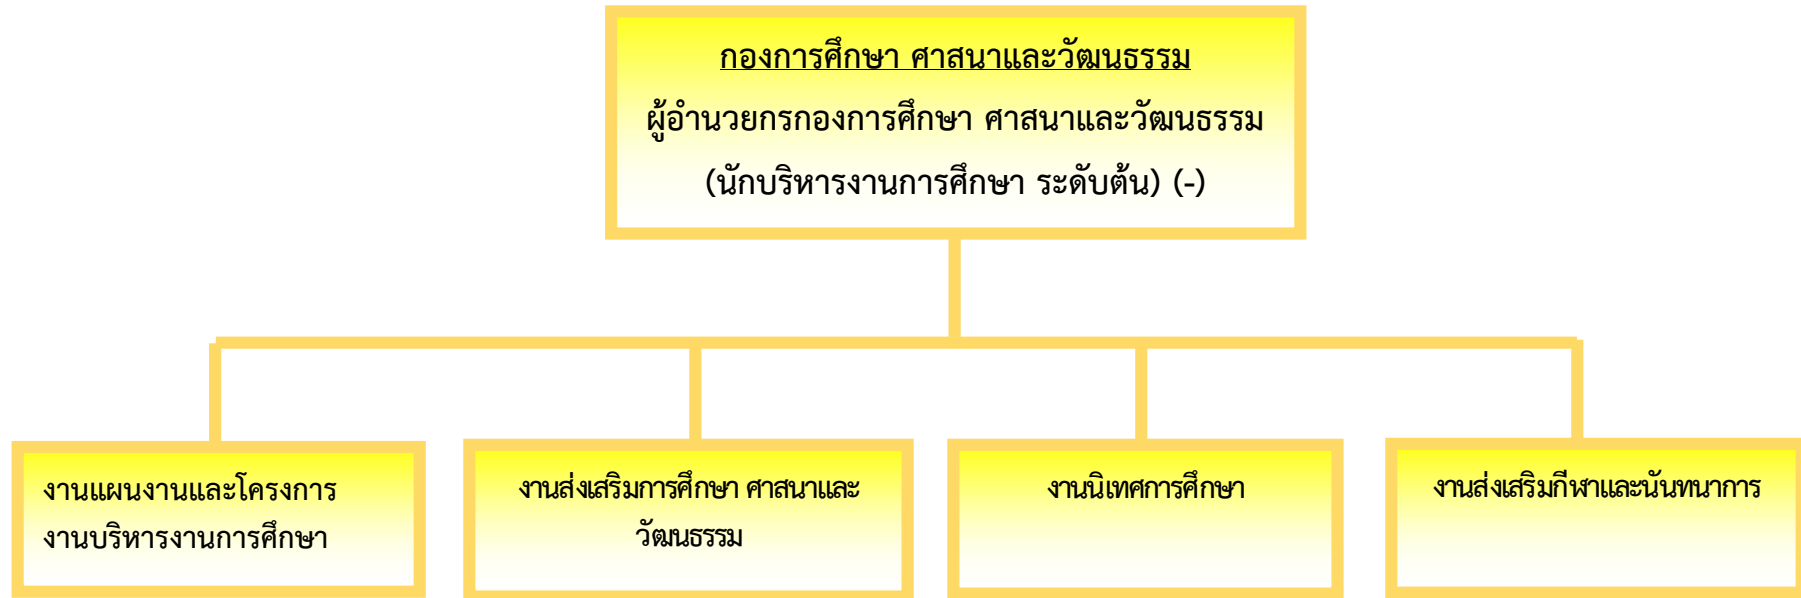 กองการศึกษา ศาสนาและวัฒนธรรม
ผู้อำนวยกรกองการศึกษา ศาสนาและวัฒนธรรม
(นักบริหารงานการศึกษา ระดับต้น) (-)
งานแผนงานและโครงการ
งานบริหารงานการศึกษา
งานส่งเสริมการศึกษา ศาสนาและ
วัฒนธรรม
งานนิเทศการศึกษา
งานส่งเสริมกีฬาและนันทนาการ